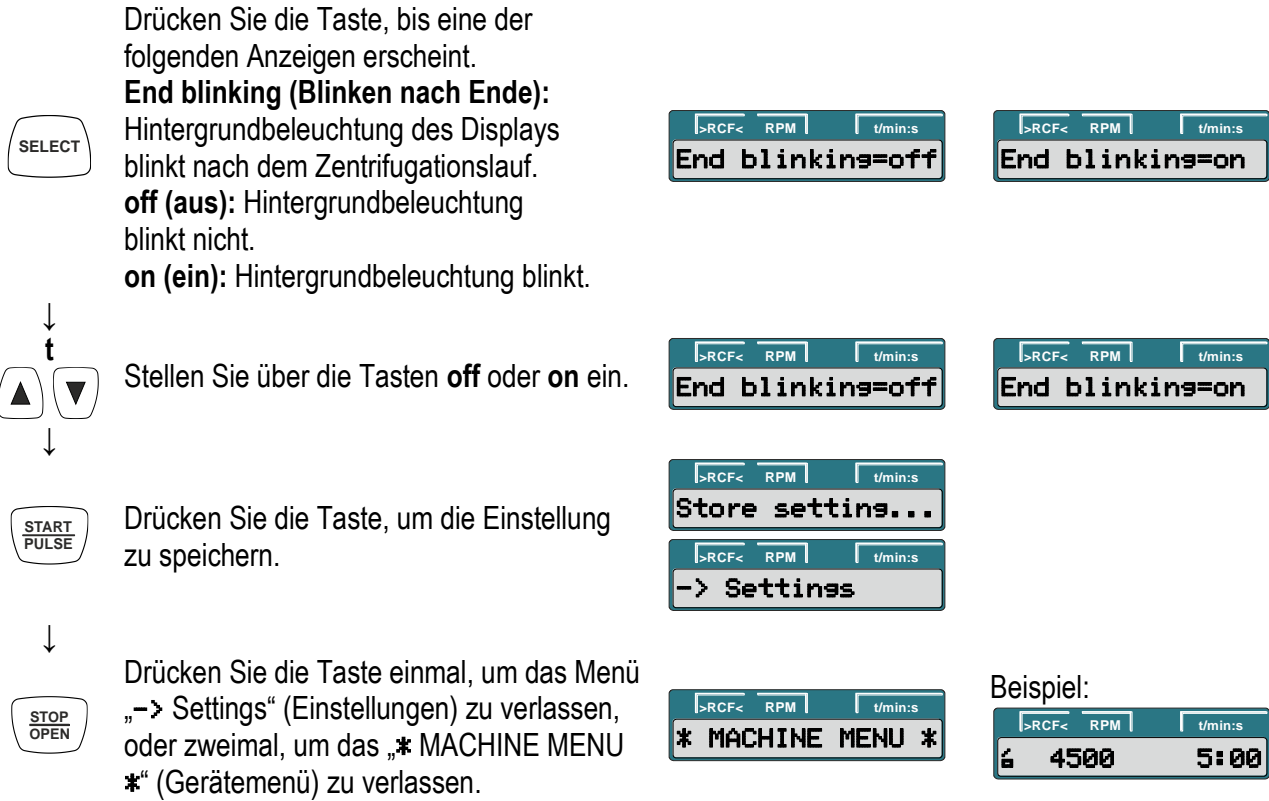 Drücken Sie die Taste, bis eine der
folgenden Anzeigen erscheint.
End blinking (Blinken nach Ende):
Hintergrundbeleuchtung des Displays
blinkt nach dem Zentrifugationslauf.
off (aus): Hintergrundbeleuchtung
blinkt nicht.
on (ein): Hintergrundbeleuchtung blinkt.
SELECT
>RCF< RPM t/min:s
End blinking=off
>RCF< RPM t/min:s
End blinking=on
↓
t
▲ ▼
Stellen Sie über die Tasten off oder on ein.
>RCF< RPM t/min:s
End blinking=off
>RCF< RPM t/min:s
End blinking=on
↓
START
PULSE
Drücken Sie die Taste, um die Einstellung
zu speichern.
>RCF< RPM t/min:s
Store setting...
>RCF< RPM t/min:s
-> Settings
↓
STOP
OPEN
Drücken Sie die Taste einmal, um das Menü
„-> Settings“ (Einstellungen) zu verlassen,
oder zweimal, um das „* MACHINE MENU
*“ (Gerätemenü) zu verlassen.
>RCF< RPM t/min:s
* MACHINE MENU *
Beispiel:
>RCF< RPM t/min:s
4500 5:00